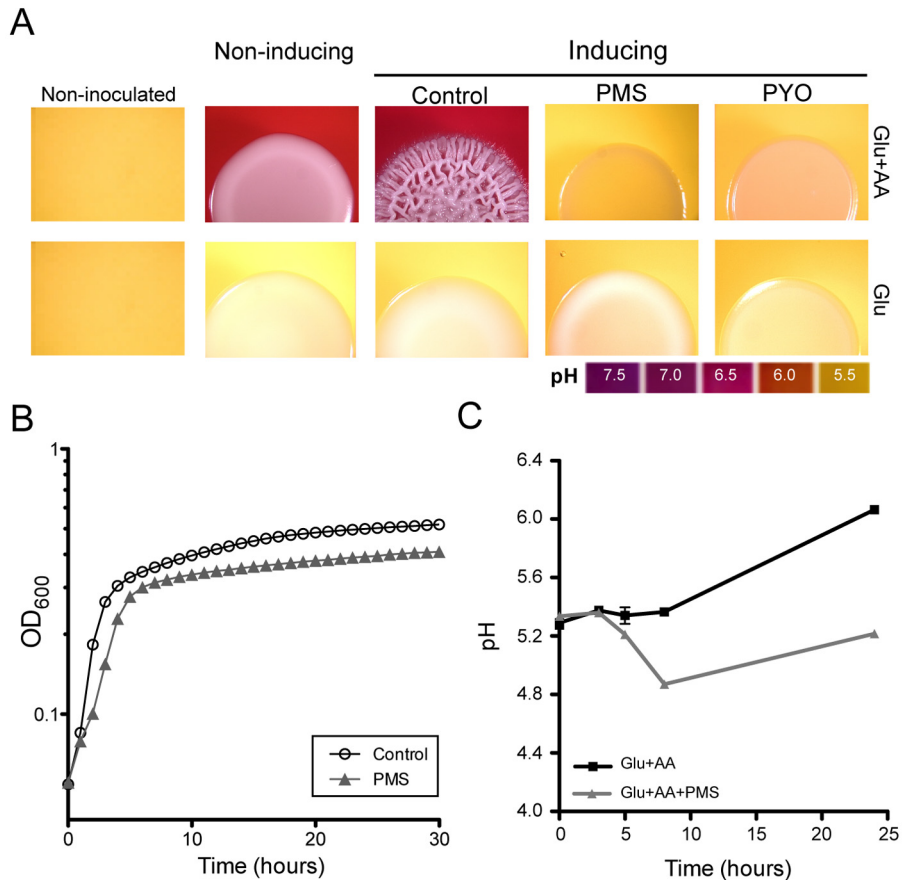 A
Non-inducing
Inducing
Non-inoculated
Control
PMS
PYO
Glu+AA
Glu
pH 7.5 7.0 6.5 6.0 5.5
B
1
0.1
OD600
0 10 20 30
Time (hours)
Control
PMS
C
6.4
6.0
5.6
5.2
4.8
4.4
4.0
pH
0 5 10 15 20 25
Time (hours)
Glu+AA
Glu+AA+PMS